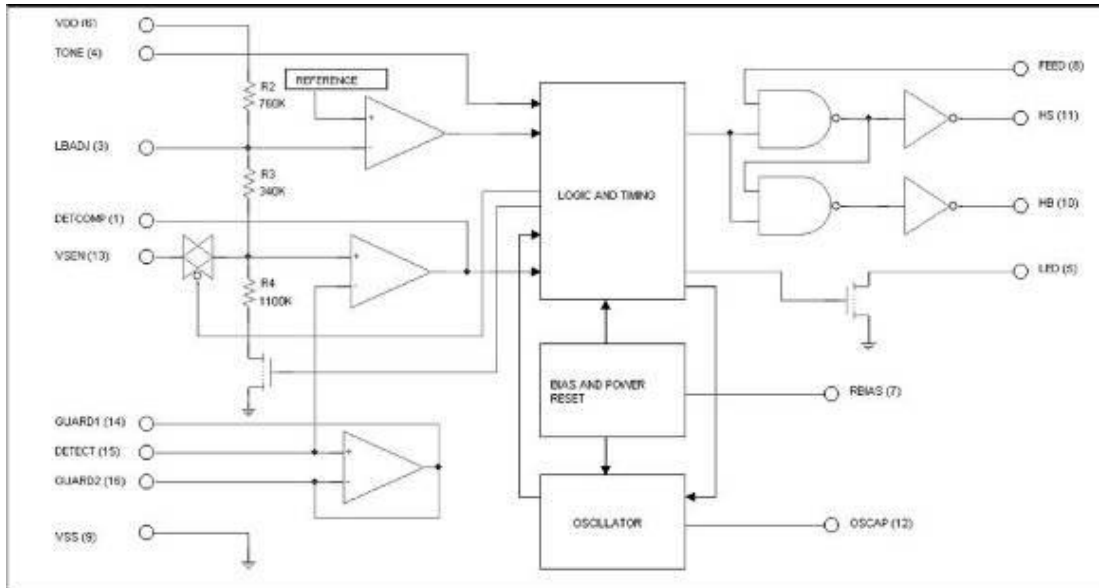 VDD (6)
TONE (4)
REFERENCE
R2
760K
LBADJ (3)
R3
340K
DETCOMP (1)
VSEN (13)
R4
1100K
GUARD1 (14)
DETECT (15)
GUARD2 (16)
VSS (9)
LOGIC AND TIMING
BIAS AND POWER
RESET
OSCILLATOR
FEED (8)
HS (11)
HB (10)
LED (5)
RBIAS (7)
OSCAP (12)